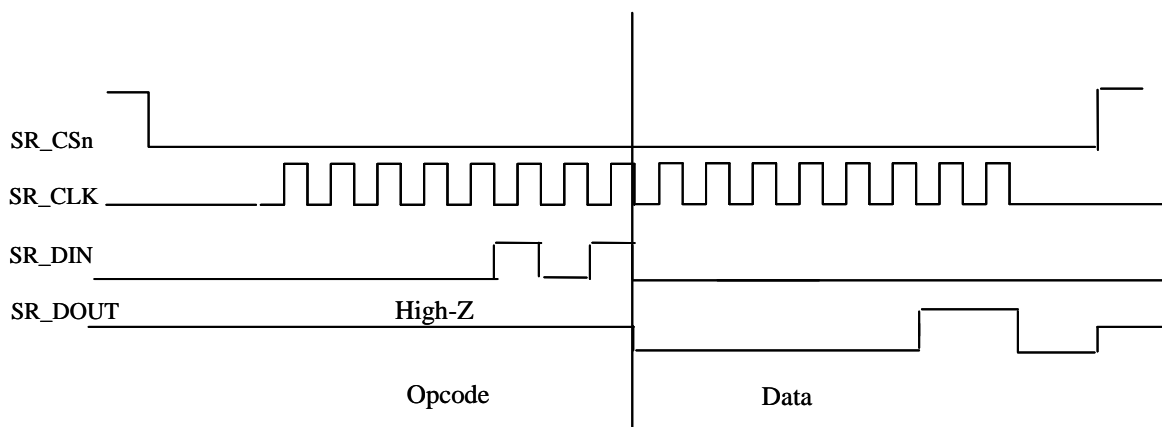 SR_CSn
SR_CLK
SR_DIN
SR_DOUT
High-Z
Opcode
Data